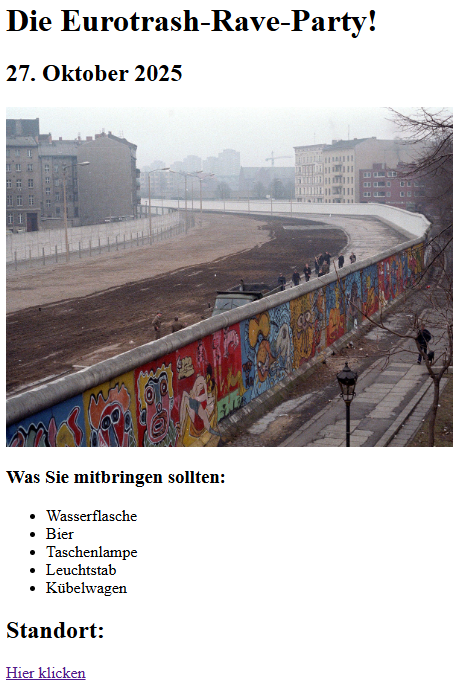 Die Eurotrash-Rave-Party!
27. Oktober 2025
Was Sie mitbringen sollten:
Wasserflasche
Bier
Taschenlampe
Leuchtstab
Kübelwagen
Standort:
Hier klicken